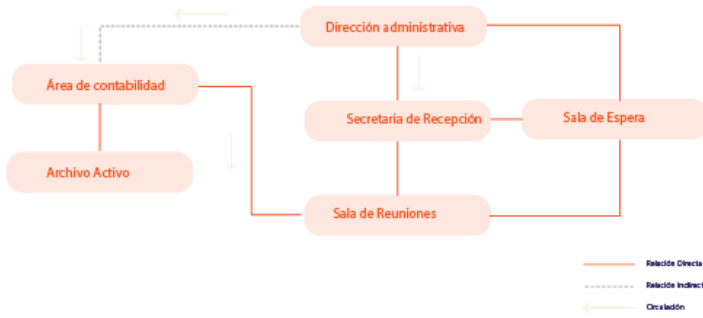 Dirección administrativa
Área de contabilidad
Secretaria de Recepción
Sala de Espera
Archivo Activo
Sala de Reuniones
Relación Directa
Relación Indirect
Circulación